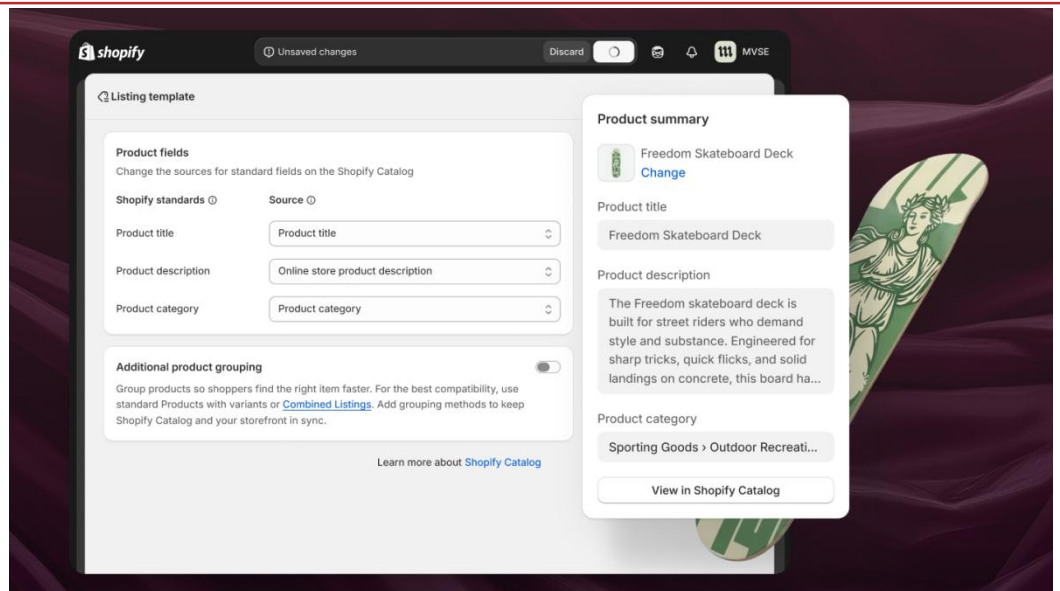 shopify
Unsaved changes
Discard
MVSE
Listing template
Product fields
Change the sources for standard fields on the Shopify Catalog
Shopify standards
Source
Product title
Product title
Product description
Online store product description
Product category
Product category
Additional product grouping
Group products so shoppers find the right item faster. For the best compatibility, use
standard Products with variants or Combined Listings. Add grouping methods to keep
Shopify Catalog and your storefront in sync.
Learn more about Shopify Catalog
Product summary
Freedom Skateboard Deck
Change
Product title
Freedom Skateboard Deck
Product description
The Freedom skateboard deck is
built for street riders who demand
style and substance. Engineered for
sharp tricks, quick flicks, and solid
landings on concrete, this board ha...
Product category
Sporting Goods › Outdoor Recreati...
View in Shopify Catalog